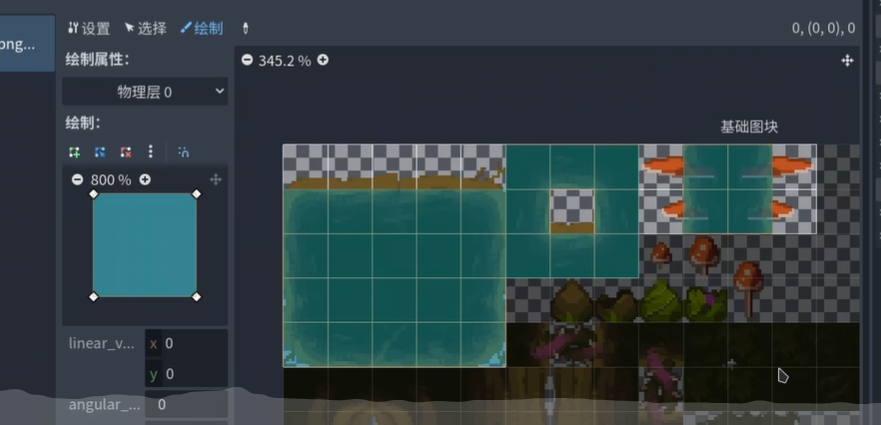 设置 选择 绘制 0, (0, 0), 0
png...
绘制属性：
345.2 %
物理层 0
绘制：
基础图块
800 %
linear_v... x 0
y 0
angular_... 0